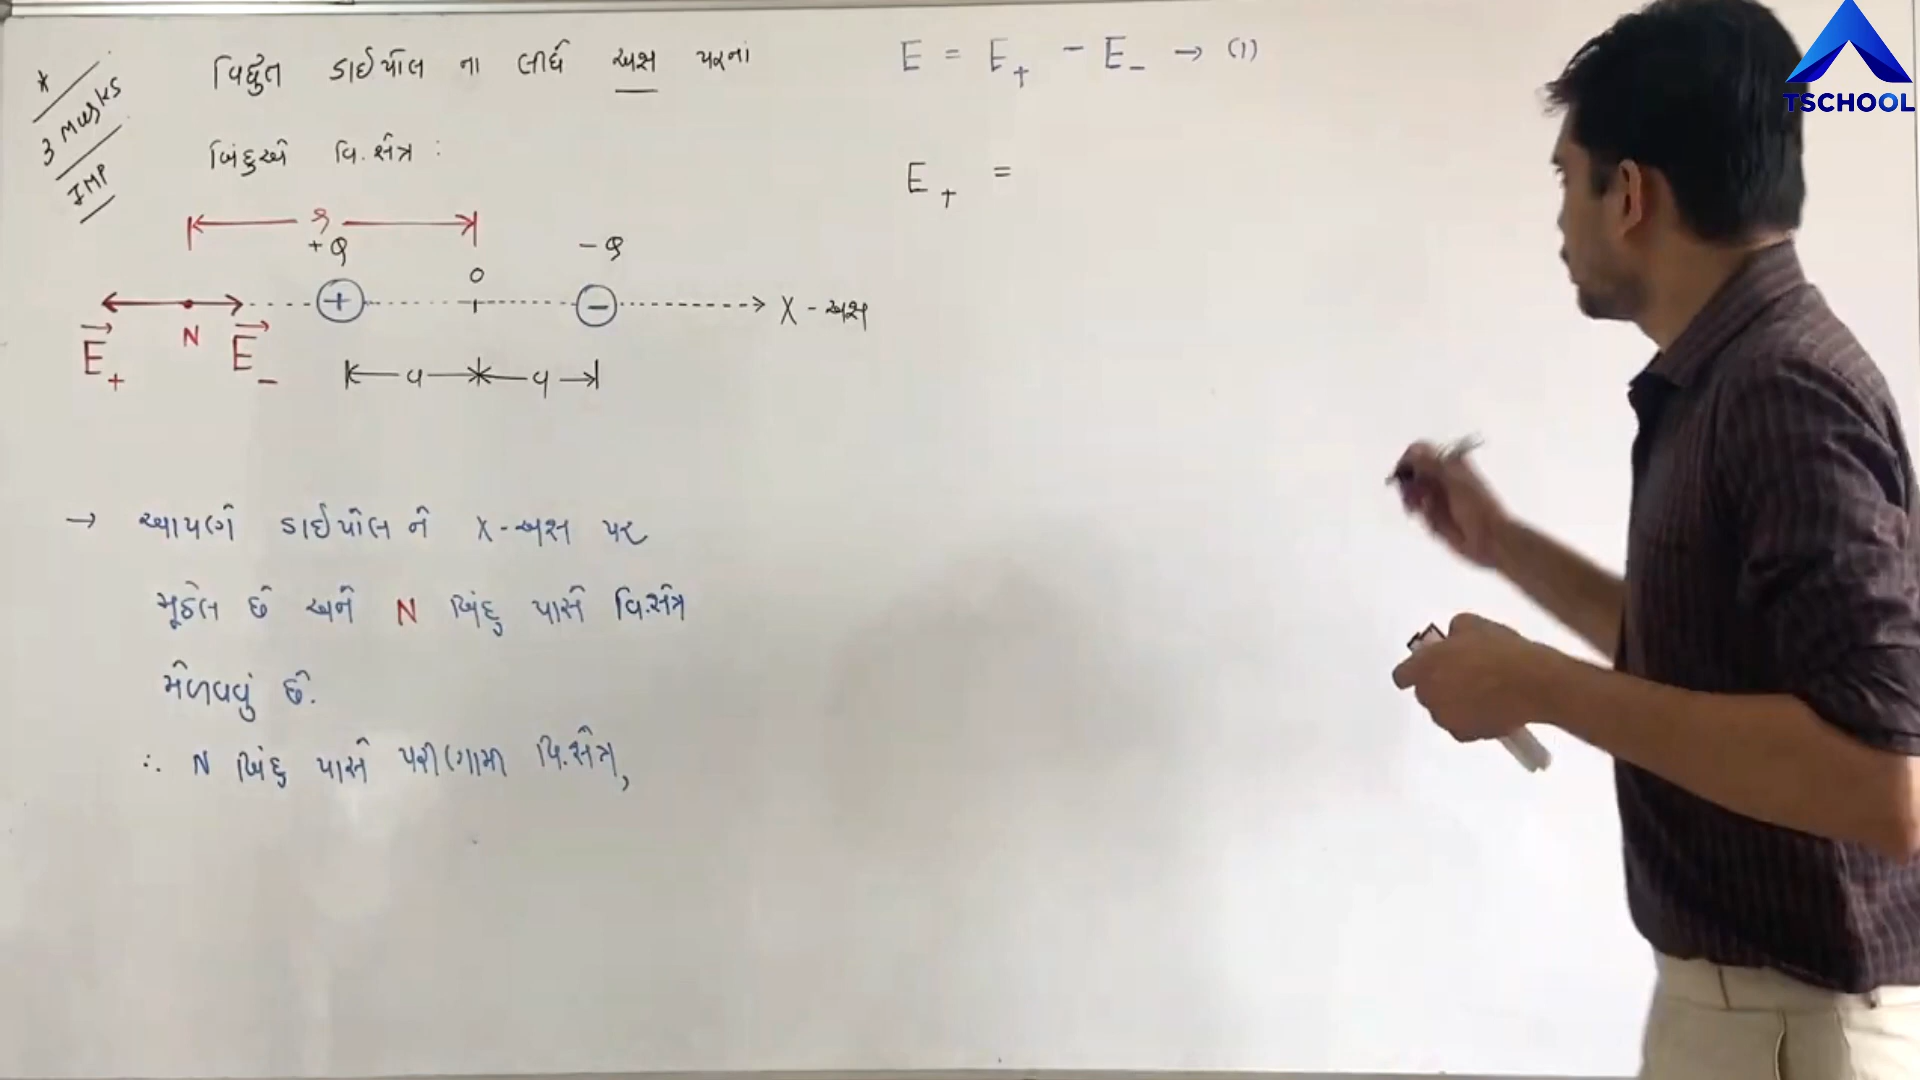 *
3 Marks
IMP
વિદ્યુત ડાઈપોલ ના લીધે અક્ષ પરનાં
બિંદુએ વિ.ક્ષેત્ર :
r
+q
-q
O
+
−
X-અક્ષ
N
E+
E−
a
a
→ આપણે ડાઈપોલ ને X-અક્ષ પર
મૂકેલ છે અને N બિંદુ પાસે વિ.ક્ષેત્ર
મેળવવું છે.
∴ N બિંદુ પાસે પરીણામી વિ.ક્ષેત્ર,
E = E+ − E− → (1)
E+ =
TSCHOOL